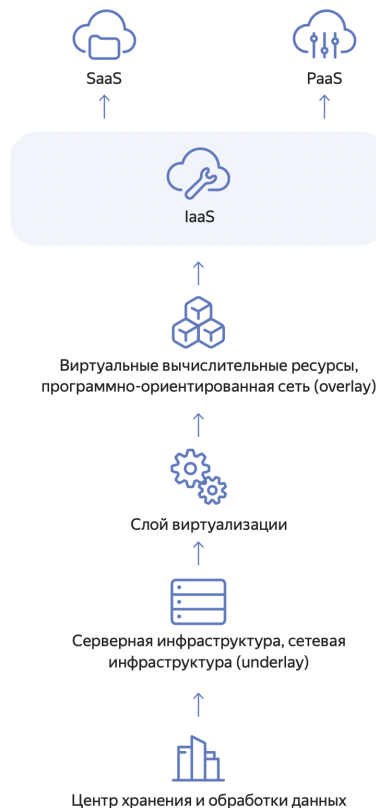 SaaS
PaaS
IaaS
Виртуальные вычислительные ресурсы,
программно-ориентированная сеть (overlay)
Слой виртуализации
Серверная инфраструктура, сетевая
инфраструктура (underlay)
Центр хранения и обработки данных